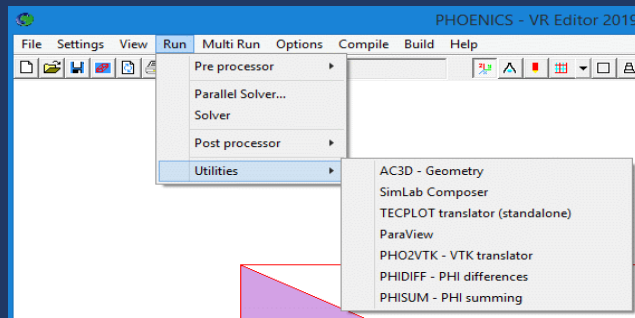 PHOENICS - VR Editor 2019
File Settings View Run Multi Run Options Compile Build Help
Pre processor
Parallel Solver...
Solver
Post processor
Utilities
AC3D - Geometry
SimLab Composer
TECPLOT translator (standalone)
ParaView
PHO2VTK - VTK translator
PHIDIFF - PHI differences
PHISUM - PHI summing